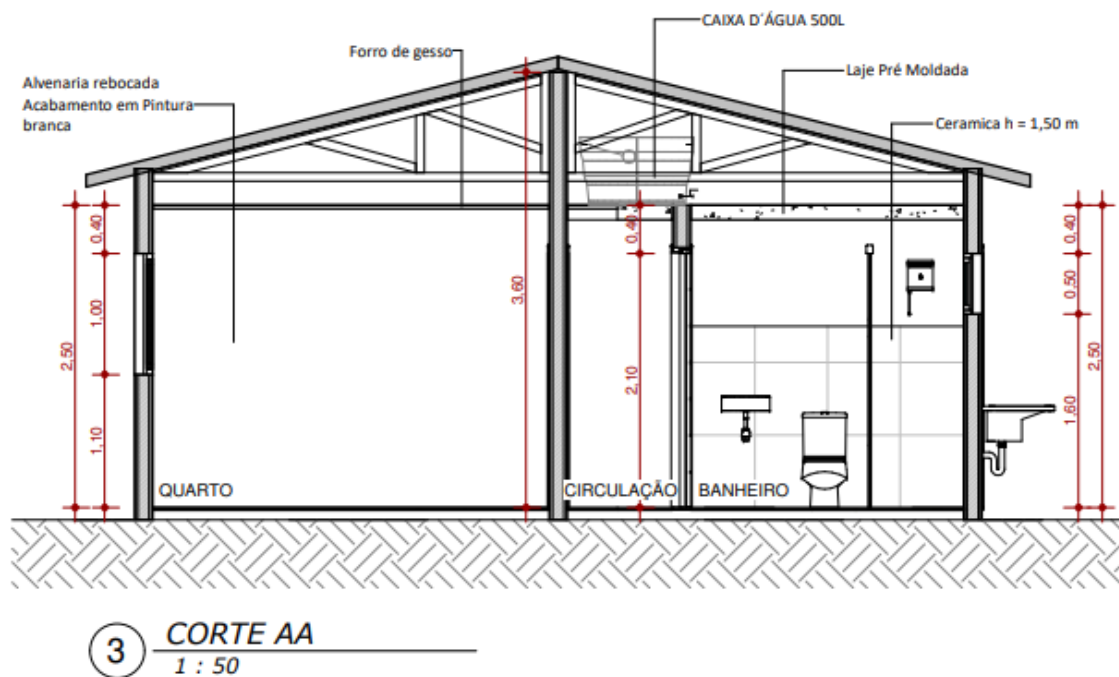 CAIXA D´ÁGUA 500L
Forro de gesso
Laje Pré Moldada
Alvenaria rebocada
Acabamento em Pintura
branca
Ceramica h = 1,50 m
0,40
1,00
1,10
2,50
3,60
0,40
2,10
0,40
0,50
1,60
2,50
QUARTO
CIRCULAÇÃO
BANHEIRO
3
CORTE AA
1 : 50